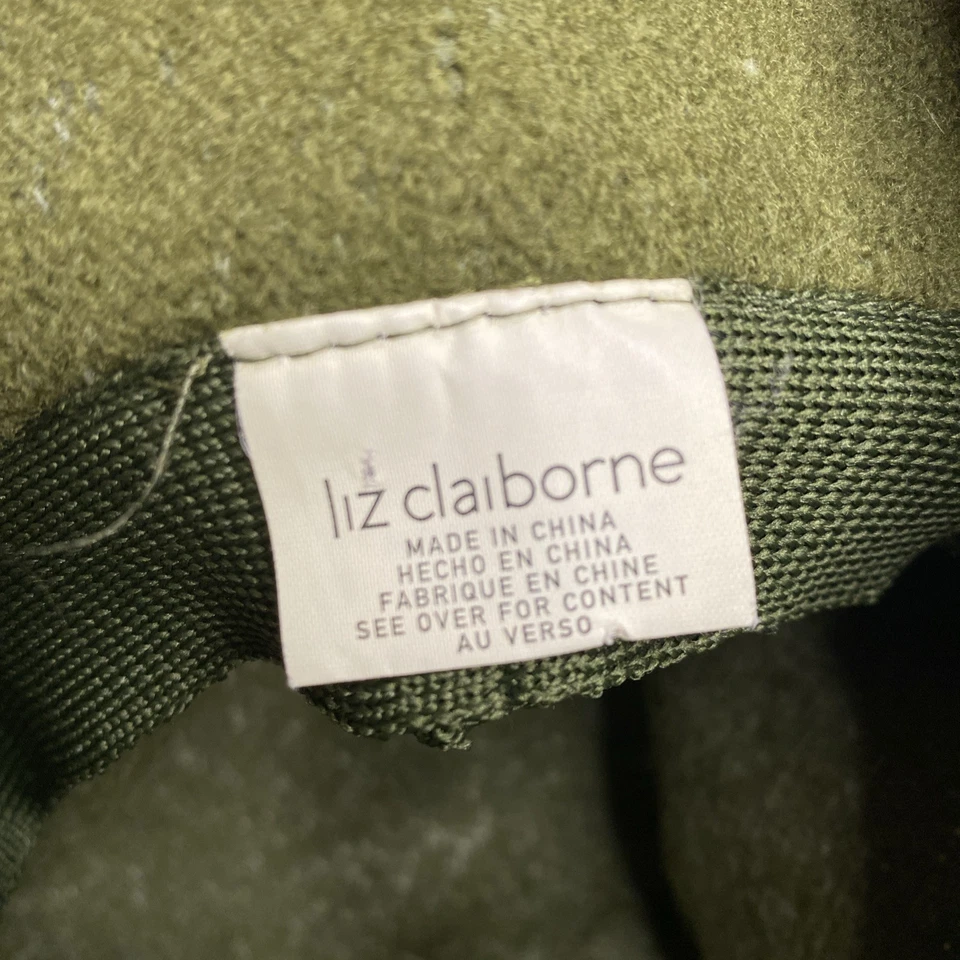 liz claiborne
MADE IN CHINA
HECHO EN CHINA
FABRIQUE EN CHINE
SEE OVER FOR CONTENT
AU VERSO